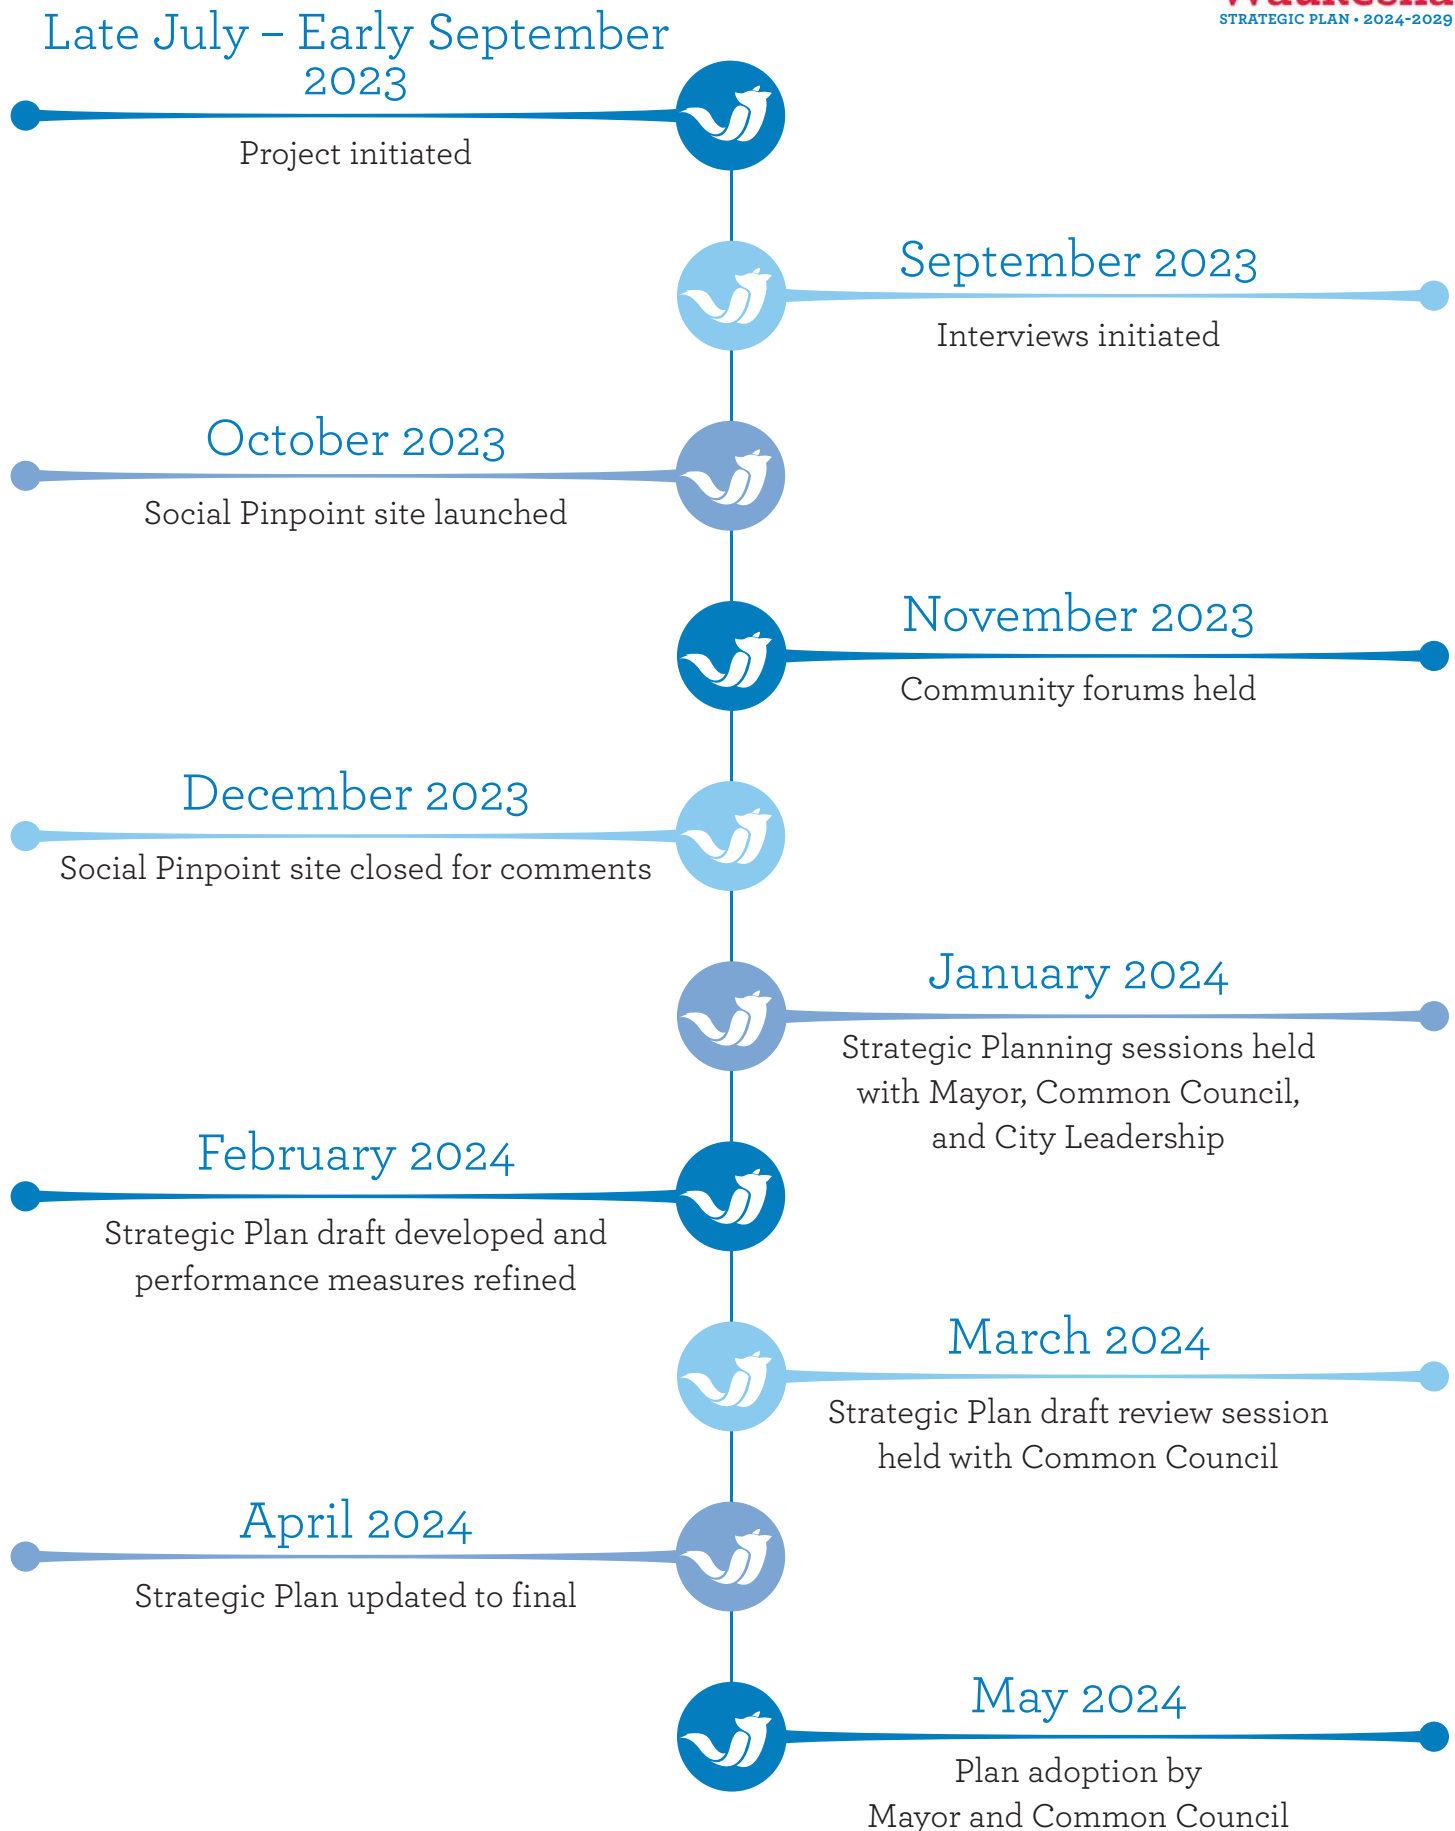 STRATEGIC PLAN • 2024-2029
Late July – Early September
2023
Project initiated
September 2023
Interviews initiated
October 2023
Social Pinpoint site launched
November 2023
Community forums held
December 2023
Social Pinpoint site closed for comments
January 2024
Strategic Planning sessions held
with Mayor, Common Council,
and City Leadership
February 2024
Strategic Plan draft developed and
performance measures refined
March 2024
Strategic Plan draft review session
held with Common Council
April 2024
Strategic Plan updated to final
May 2024
Plan adoption by
Mayor and Common Council